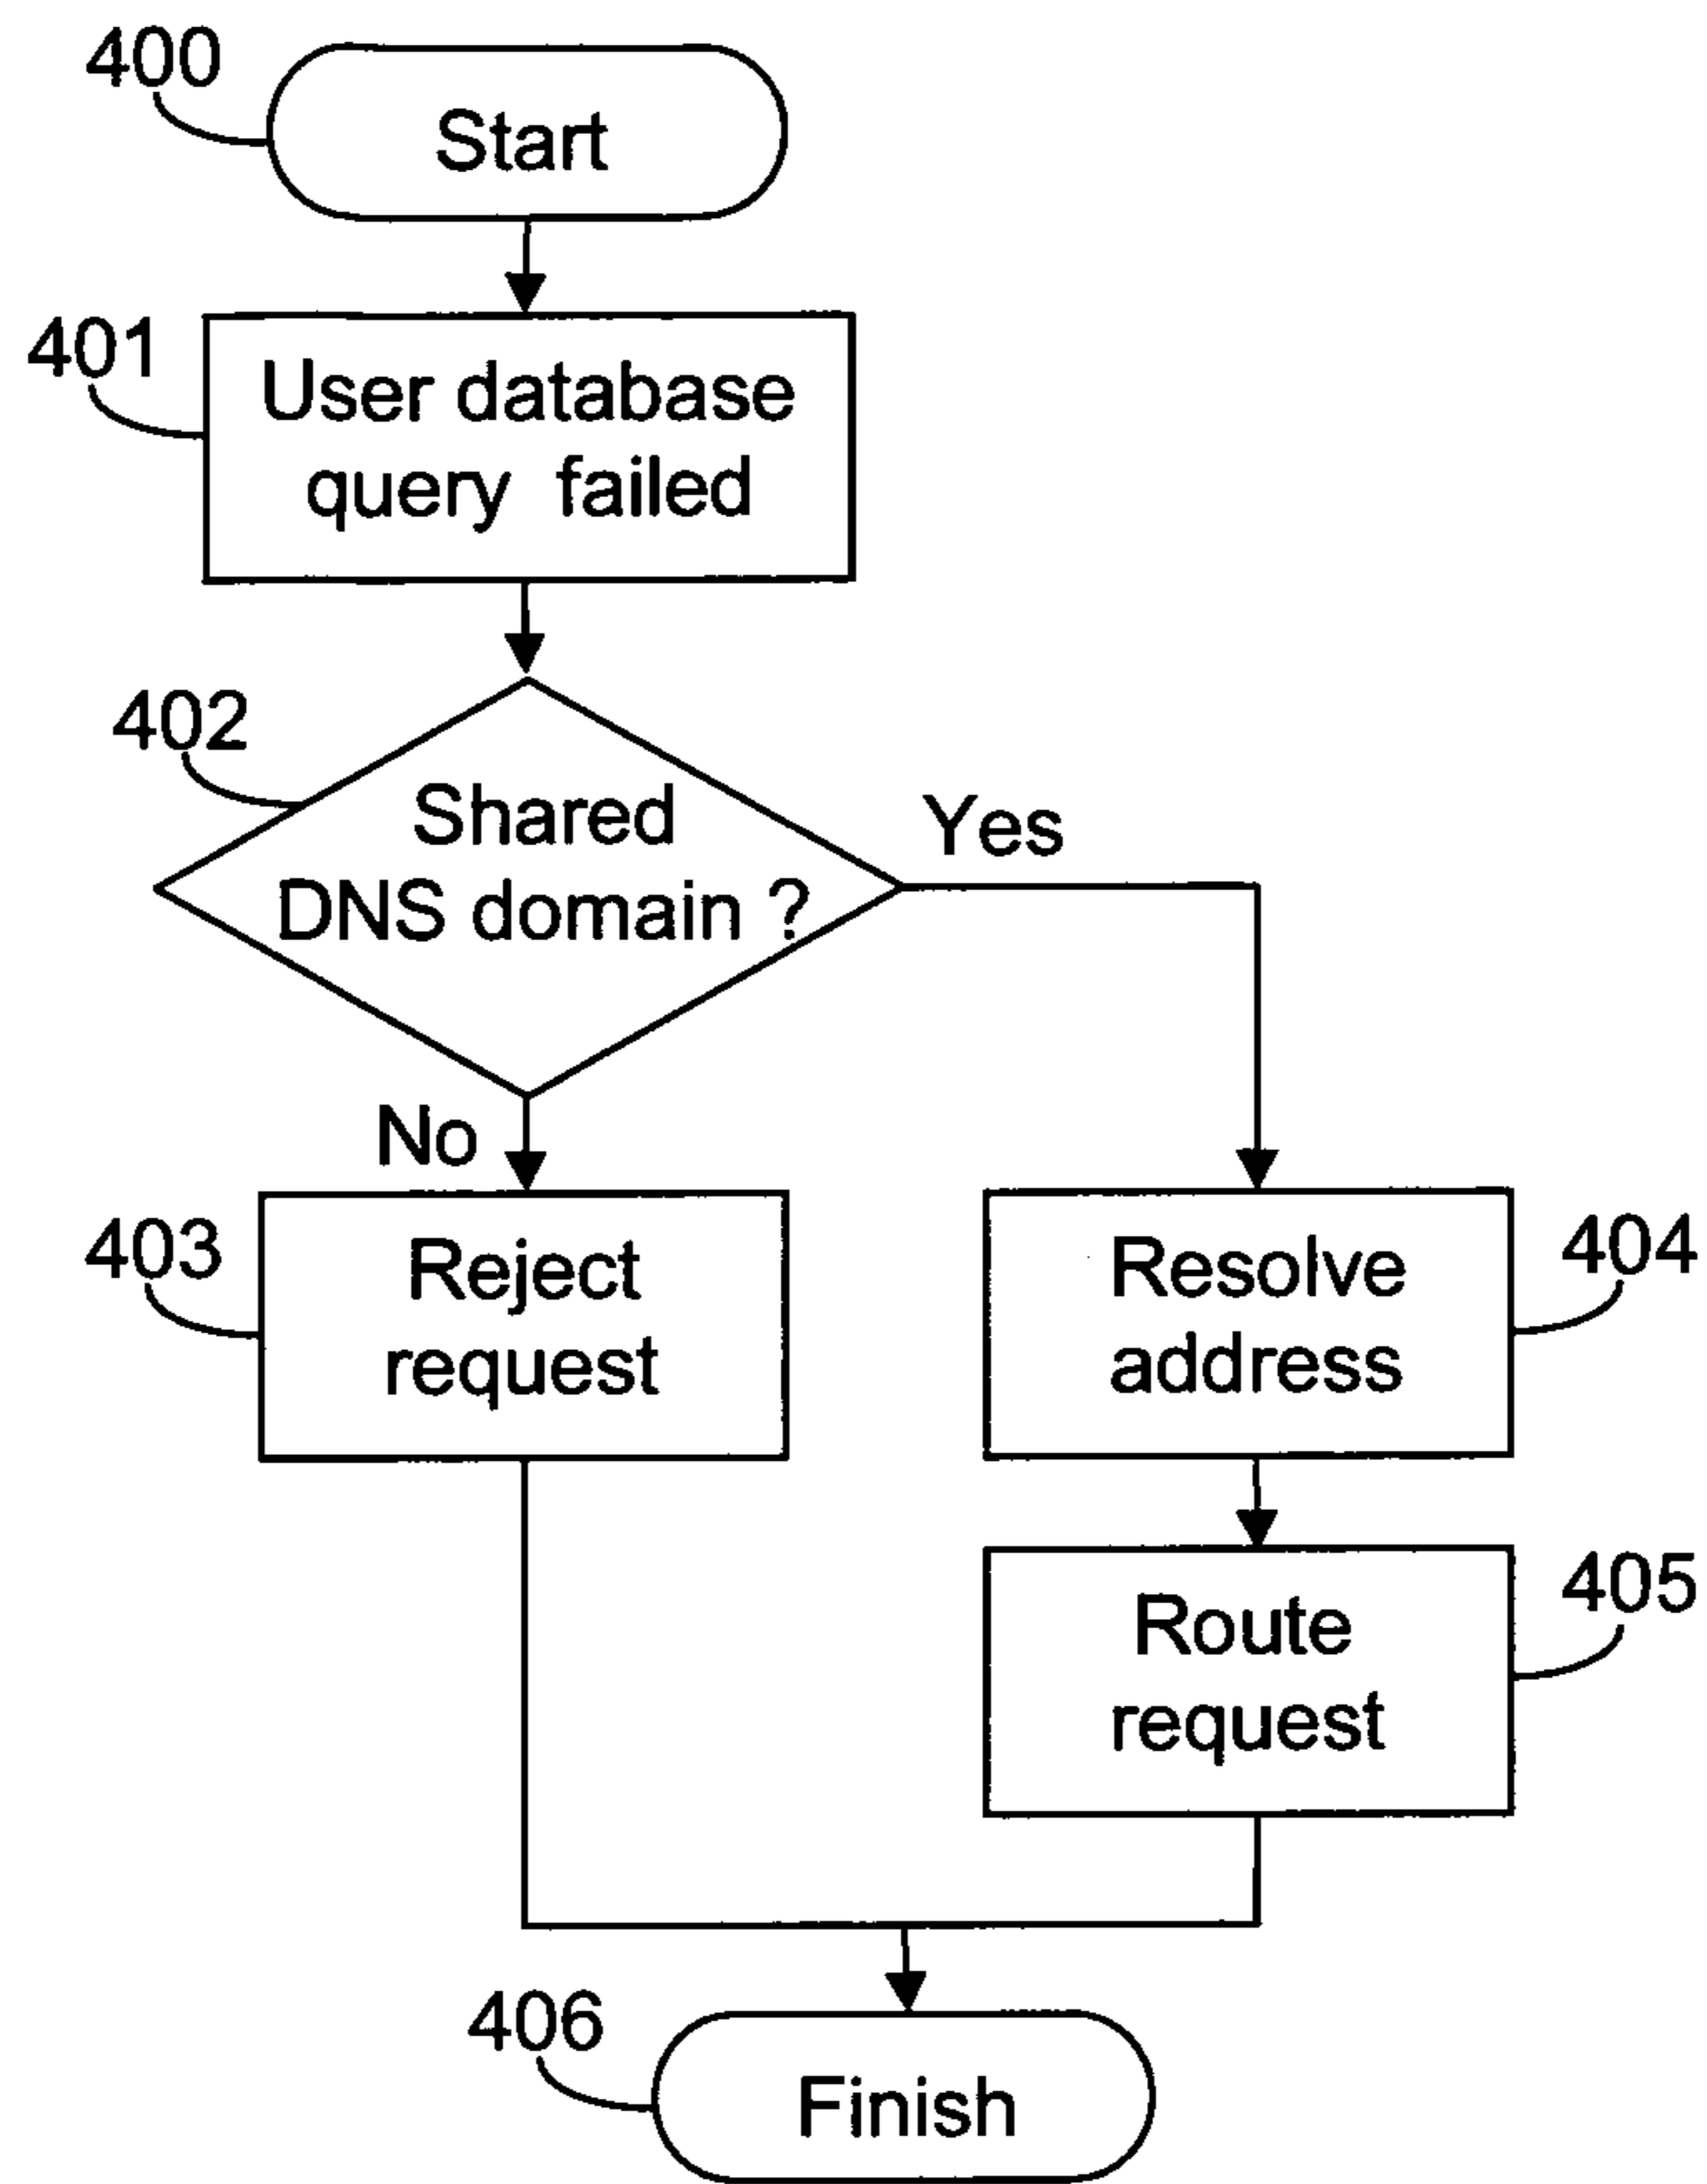 400
Start
401
User database
query failed
402
Shared
DNS domain ?
Yes
No
403
Reject
request
Resolve
address
404
Route
request
405
406
Finish